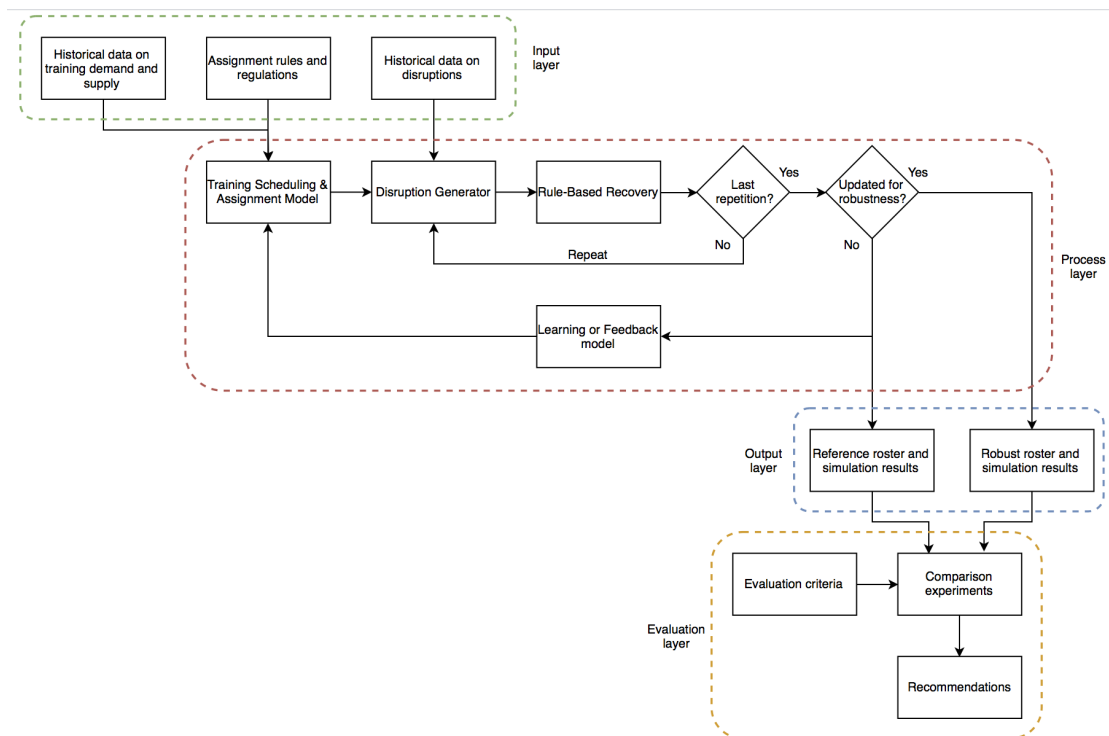 Historical data on
training demand and
supply
Assignment rules and
regulations
Historical data on
disruptions
Input
layer
Training Scheduling &
Assignment Model
Disruption Generator
Rule-Based Recovery
Last
repetition?
Yes
Updated for
robustness?
Yes
No
No
Repeat
Process
layer
Learning or Feedback
model
Output
layer
Reference roster and
simulation results
Robust roster and
simulation results
Evaluation criteria
Comparison
experiments
Evaluation
layer
Recommendations